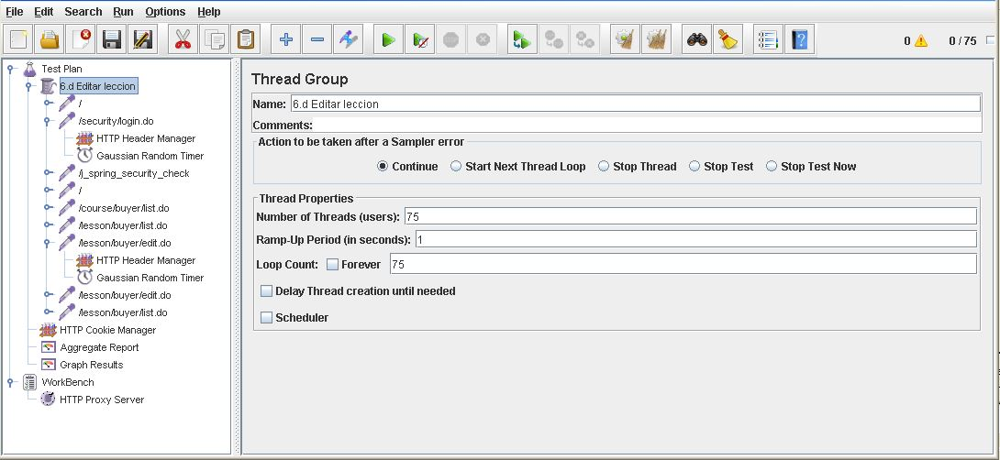 File Edit Search Run Options Help
0 0 / 75
Test Plan
6.d Editar leccion
/
/security/login.do
HTTP Header Manager
Gaussian Random Timer
/j_spring_security_check
/
/course/buyer/list.do
/lesson/buyer/list.do
/lesson/buyer/edit.do
HTTP Header Manager
Gaussian Random Timer
/lesson/buyer/edit.do
/lesson/buyer/list.do
HTTP Cookie Manager
Aggregate Report
Graph Results
WorkBench
HTTP Proxy Server
Thread Group
Name: 6.d Editar leccion
Comments:
Action to be taken after a Sampler error
Continue Start Next Thread Loop Stop Thread Stop Test Stop Test Now
Thread Properties
Number of Threads (users): 75
Ramp-Up Period (in seconds): 1
Loop Count: Forever 75
Delay Thread creation until needed
Scheduler